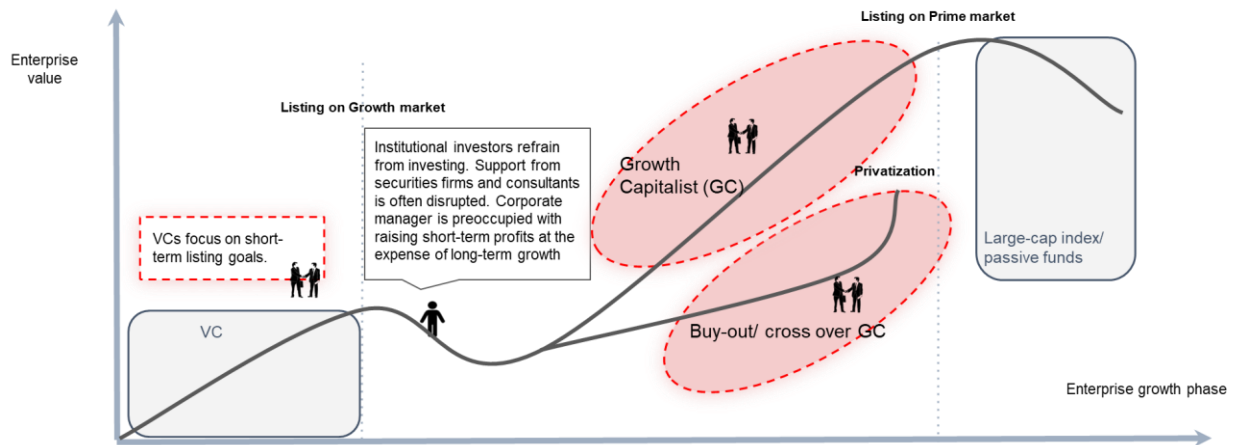 Listing on Prime market
Enterprise
value
Listing on Growth market
Institutional investors refrain
from investing. Support from
securities firms and consultants
is often disrupted. Corporate
manager is preoccupied with
raising short-term profits at the
expense of long-term growth
Growth
Capitalist (GC)
Privatization
VCs focus on short-
term listing goals.
Large-cap index/
passive funds
VC
Buy-out/ cross over GC
Enterprise growth phase